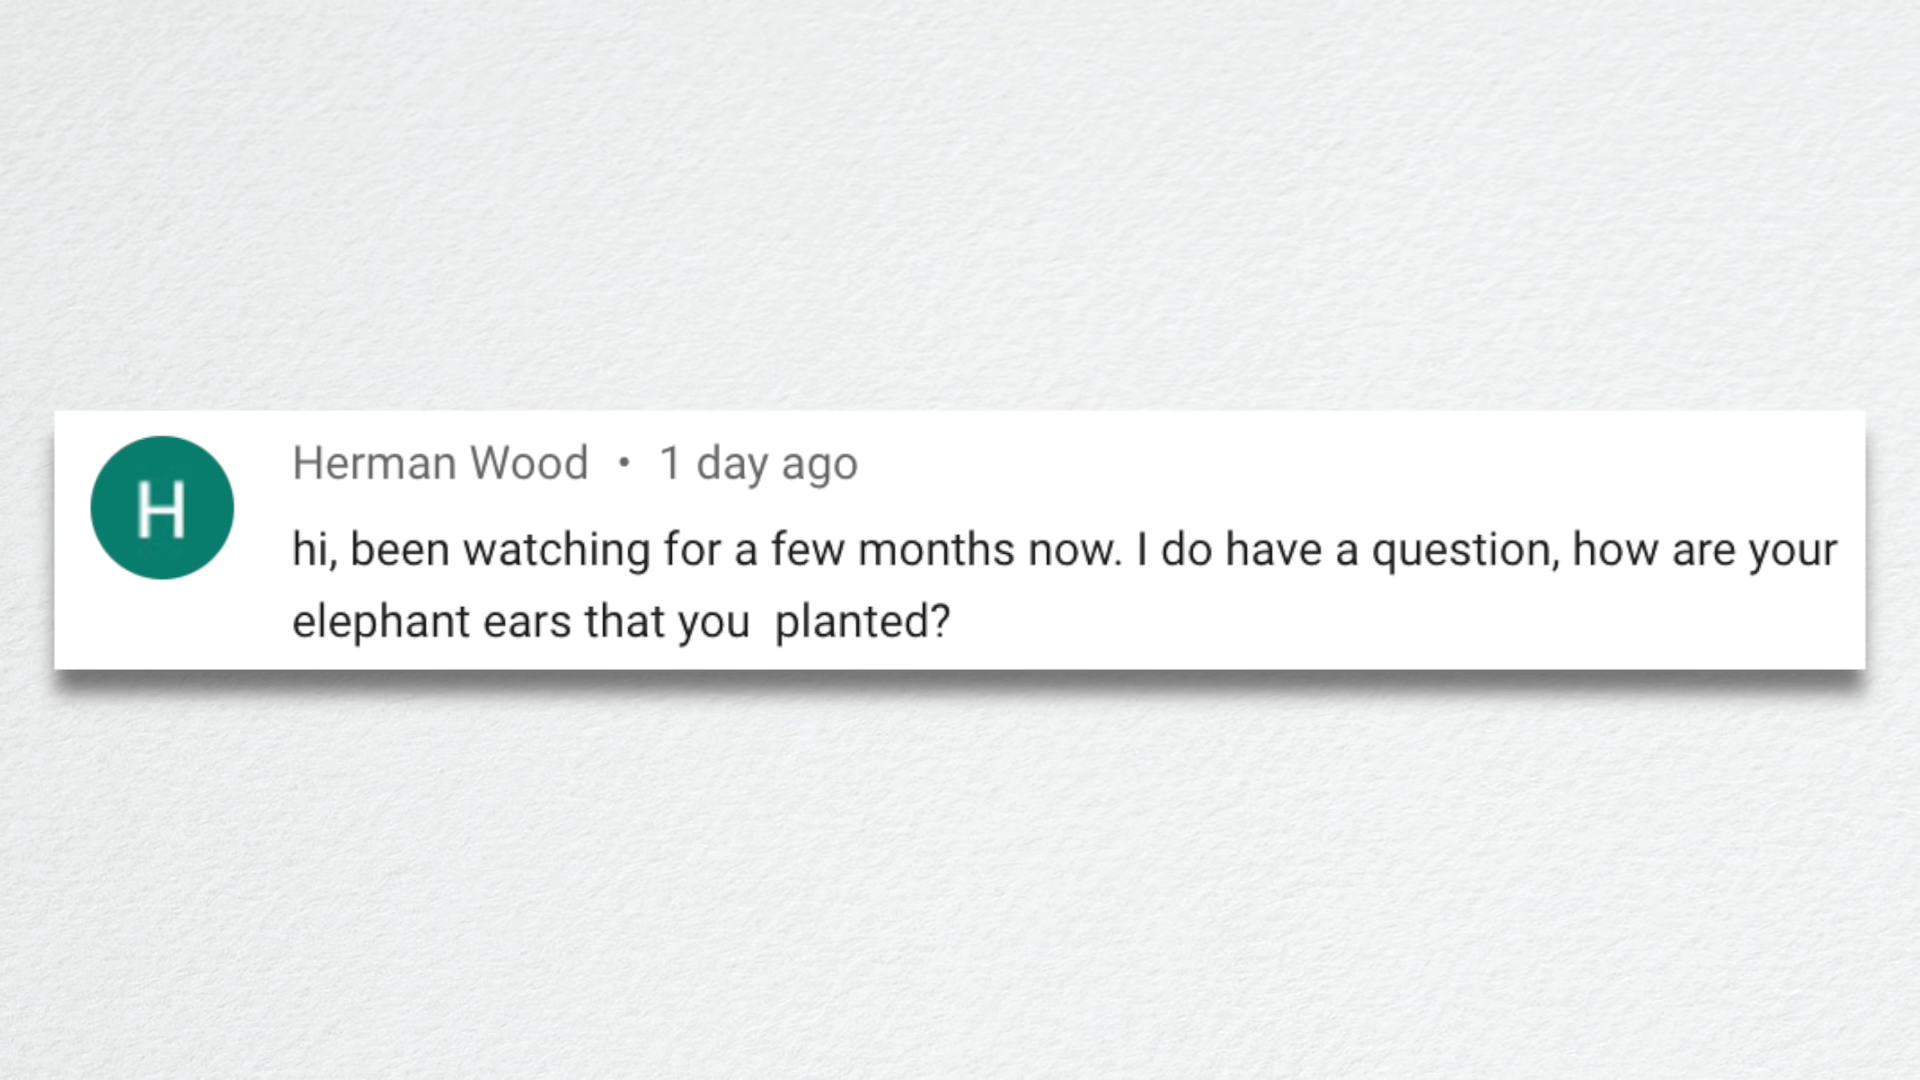 H
Herman Wood • 1 day ago
hi, been watching for a few months now. I do have a question, how are your
elephant ears that you  planted?